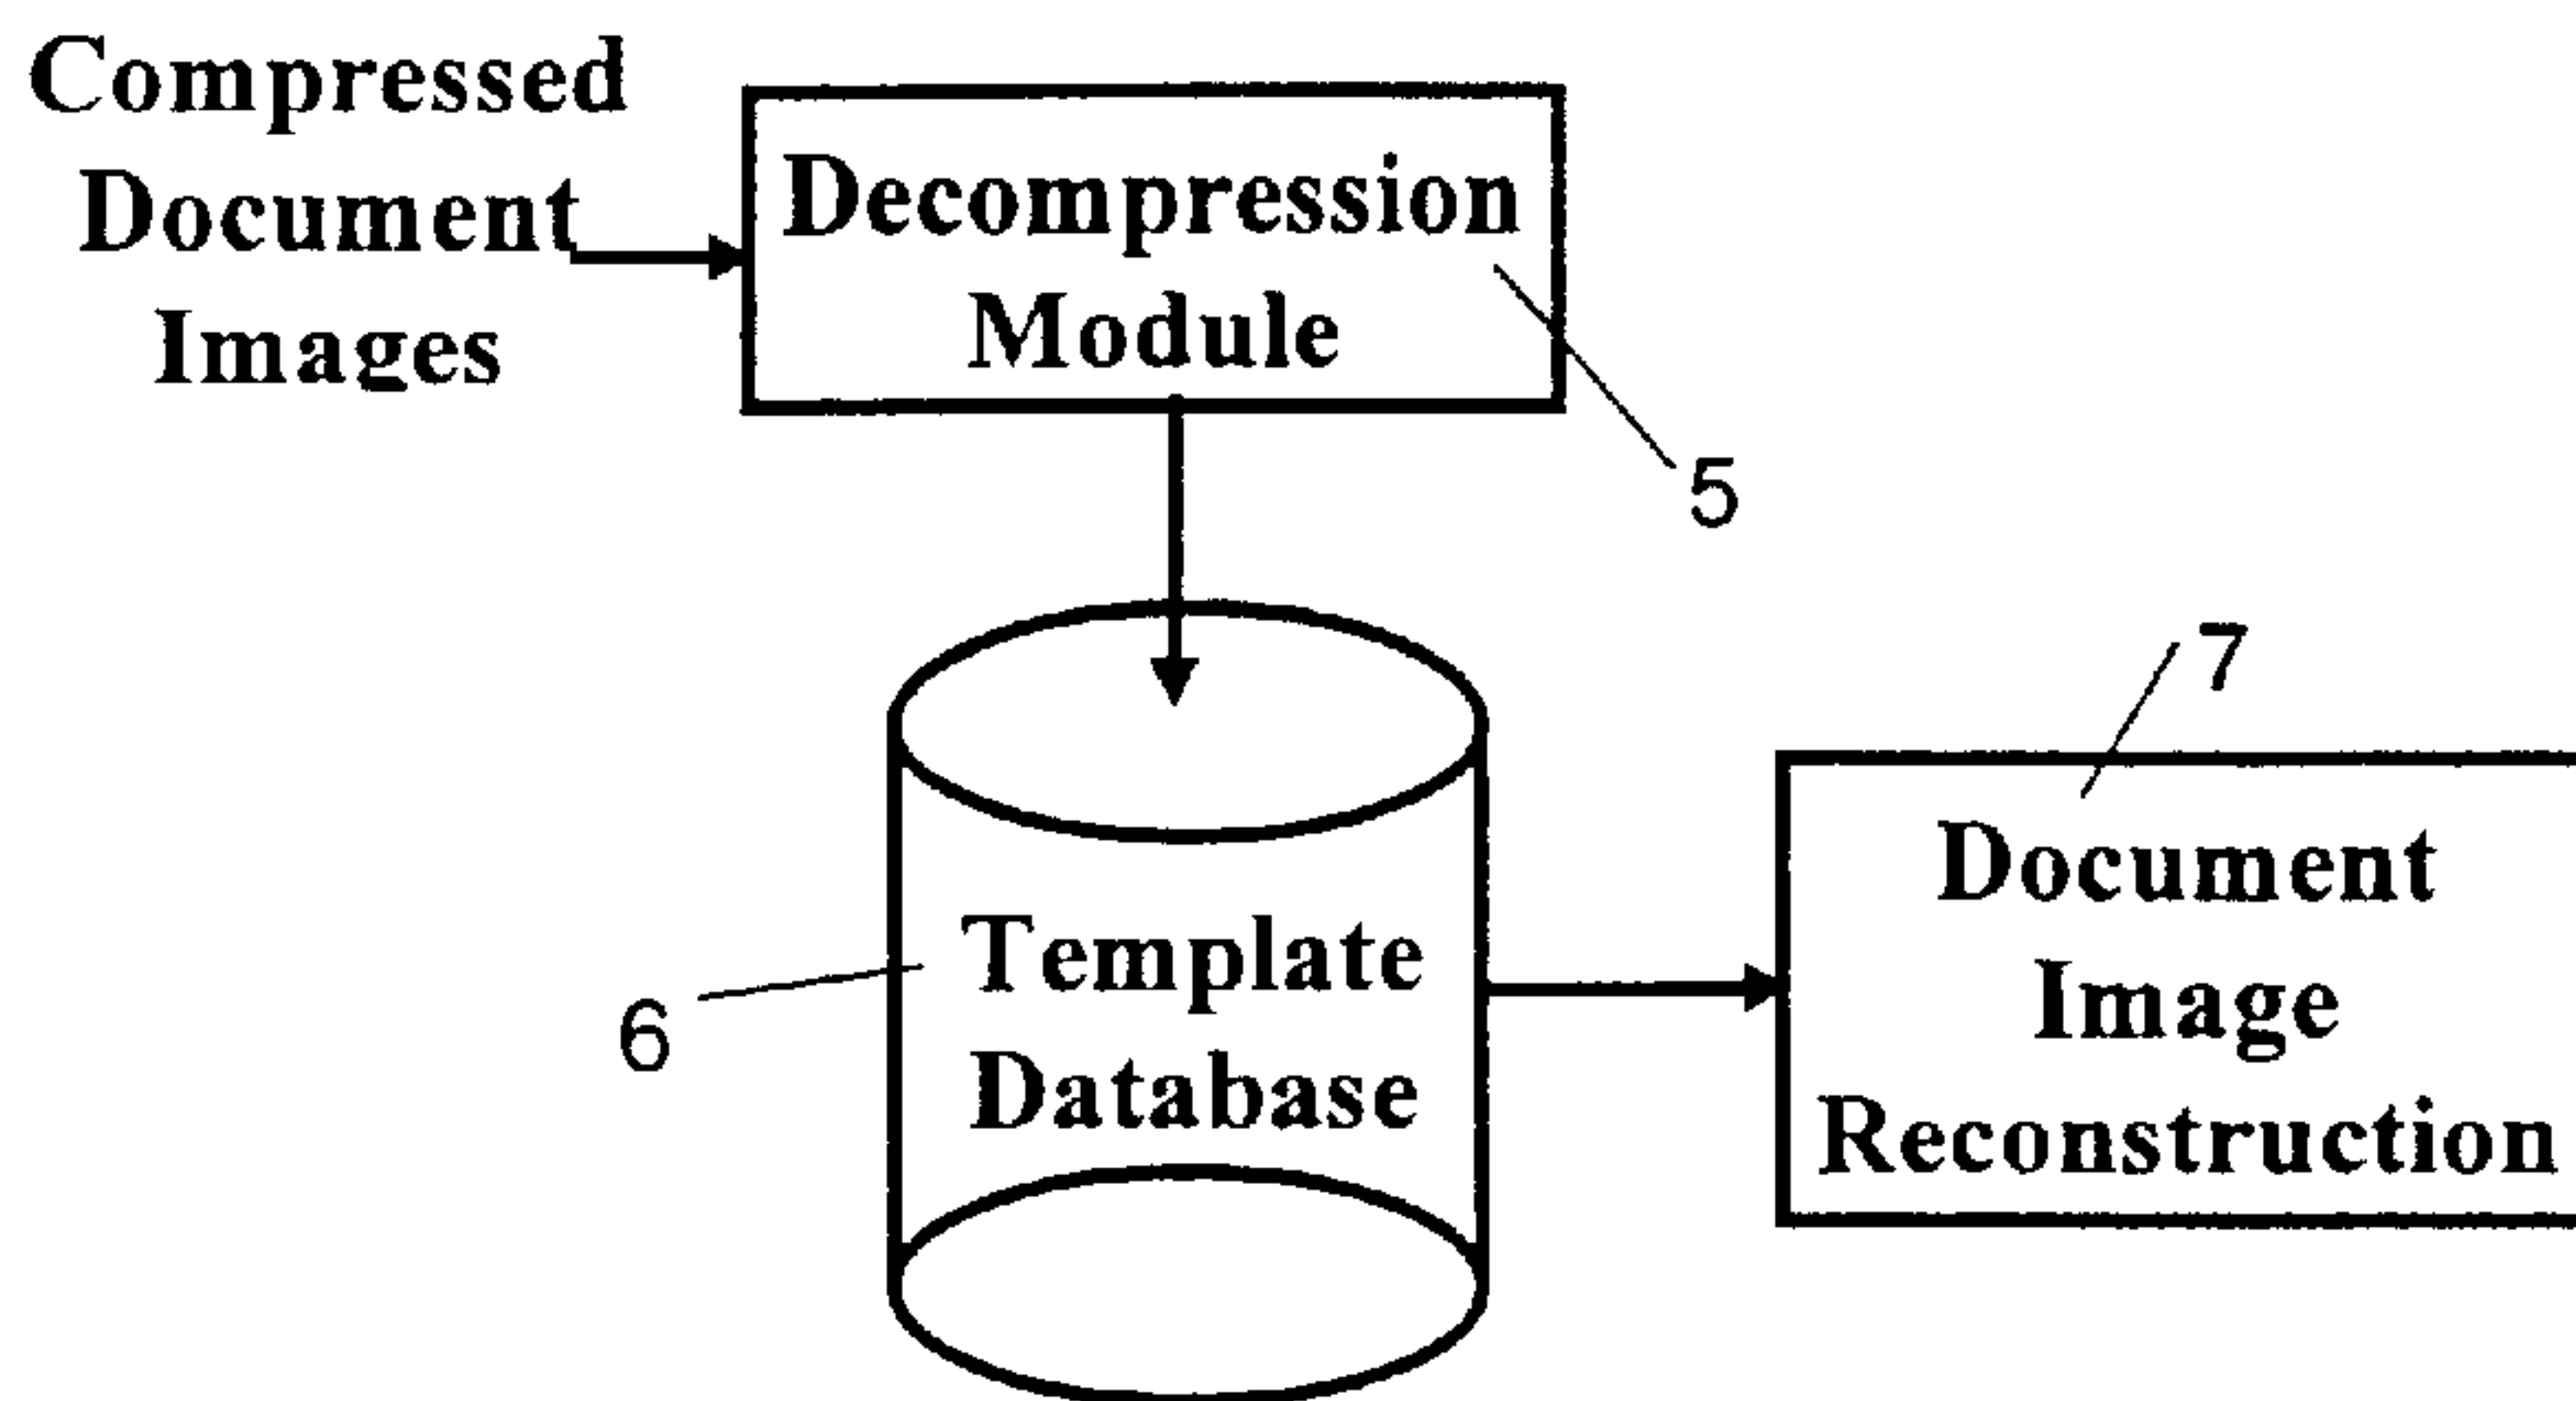 Compressed
Document
Images
Decompression
Module
5
6
Template
Database
7
Document
Image
Reconstruction